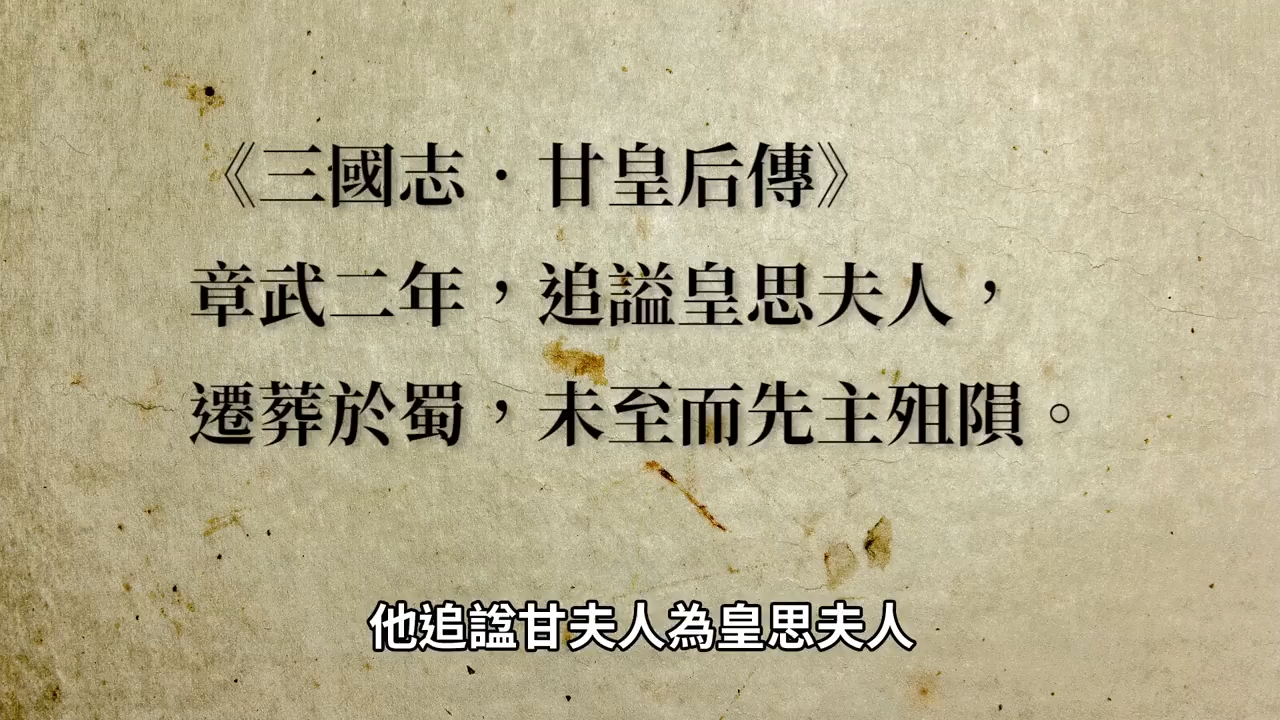 《三國志·甘皇后傳》
章武二年，追謚皇思夫人，
遷葬於蜀，未至而先主殂隕。
他追諡甘夫人為皇思夫人